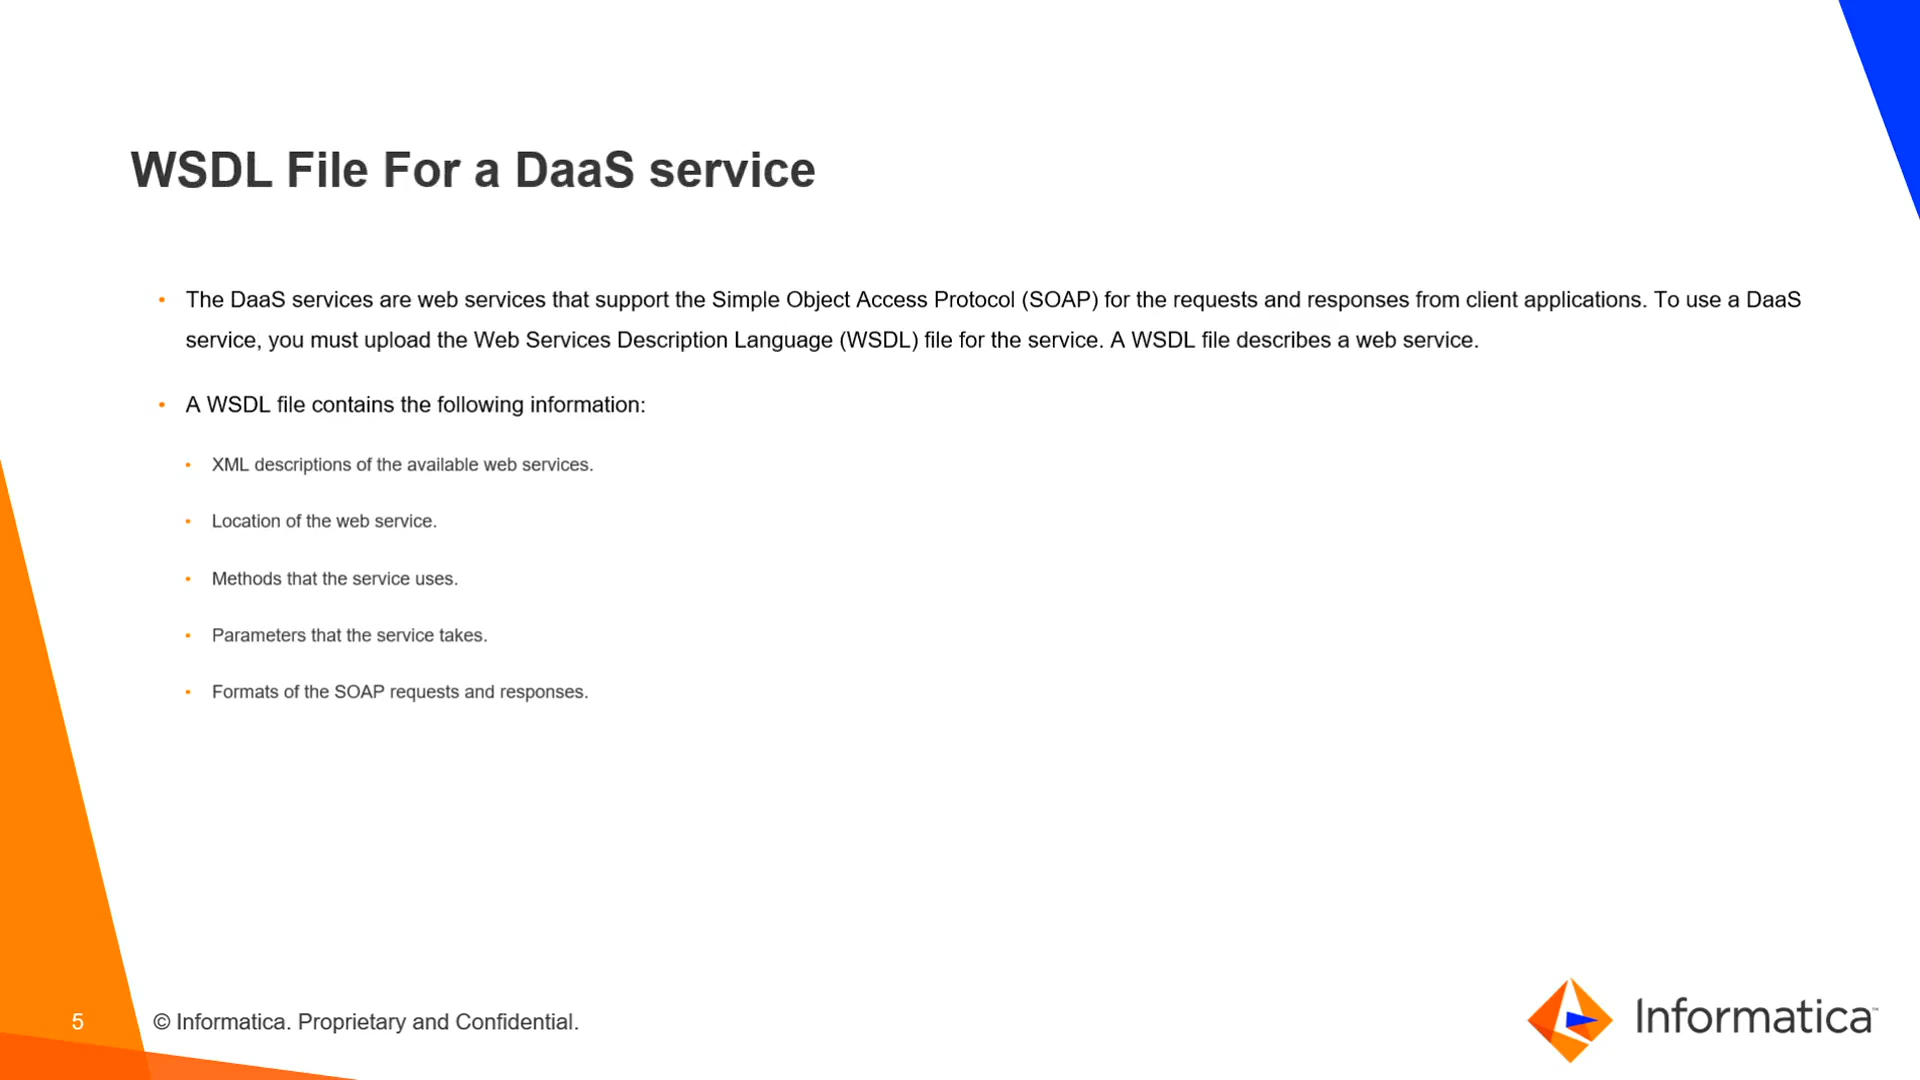 WSDL File For a DaaS service
• The DaaS services are web services that support the Simple Object Access Protocol (SOAP) for the requests and responses from client applications. To use a DaaS
service, you must upload the Web Services Description Language (WSDL) file for the service. A WSDL file describes a web service.
• A WSDL file contains the following information:
• XML descriptions of the available web services.
• Location of the web service.
• Methods that the service uses.
• Parameters that the service takes.
• Formats of the SOAP requests and responses.
5
© Informatica. Proprietary and Confidential.
Informatica™